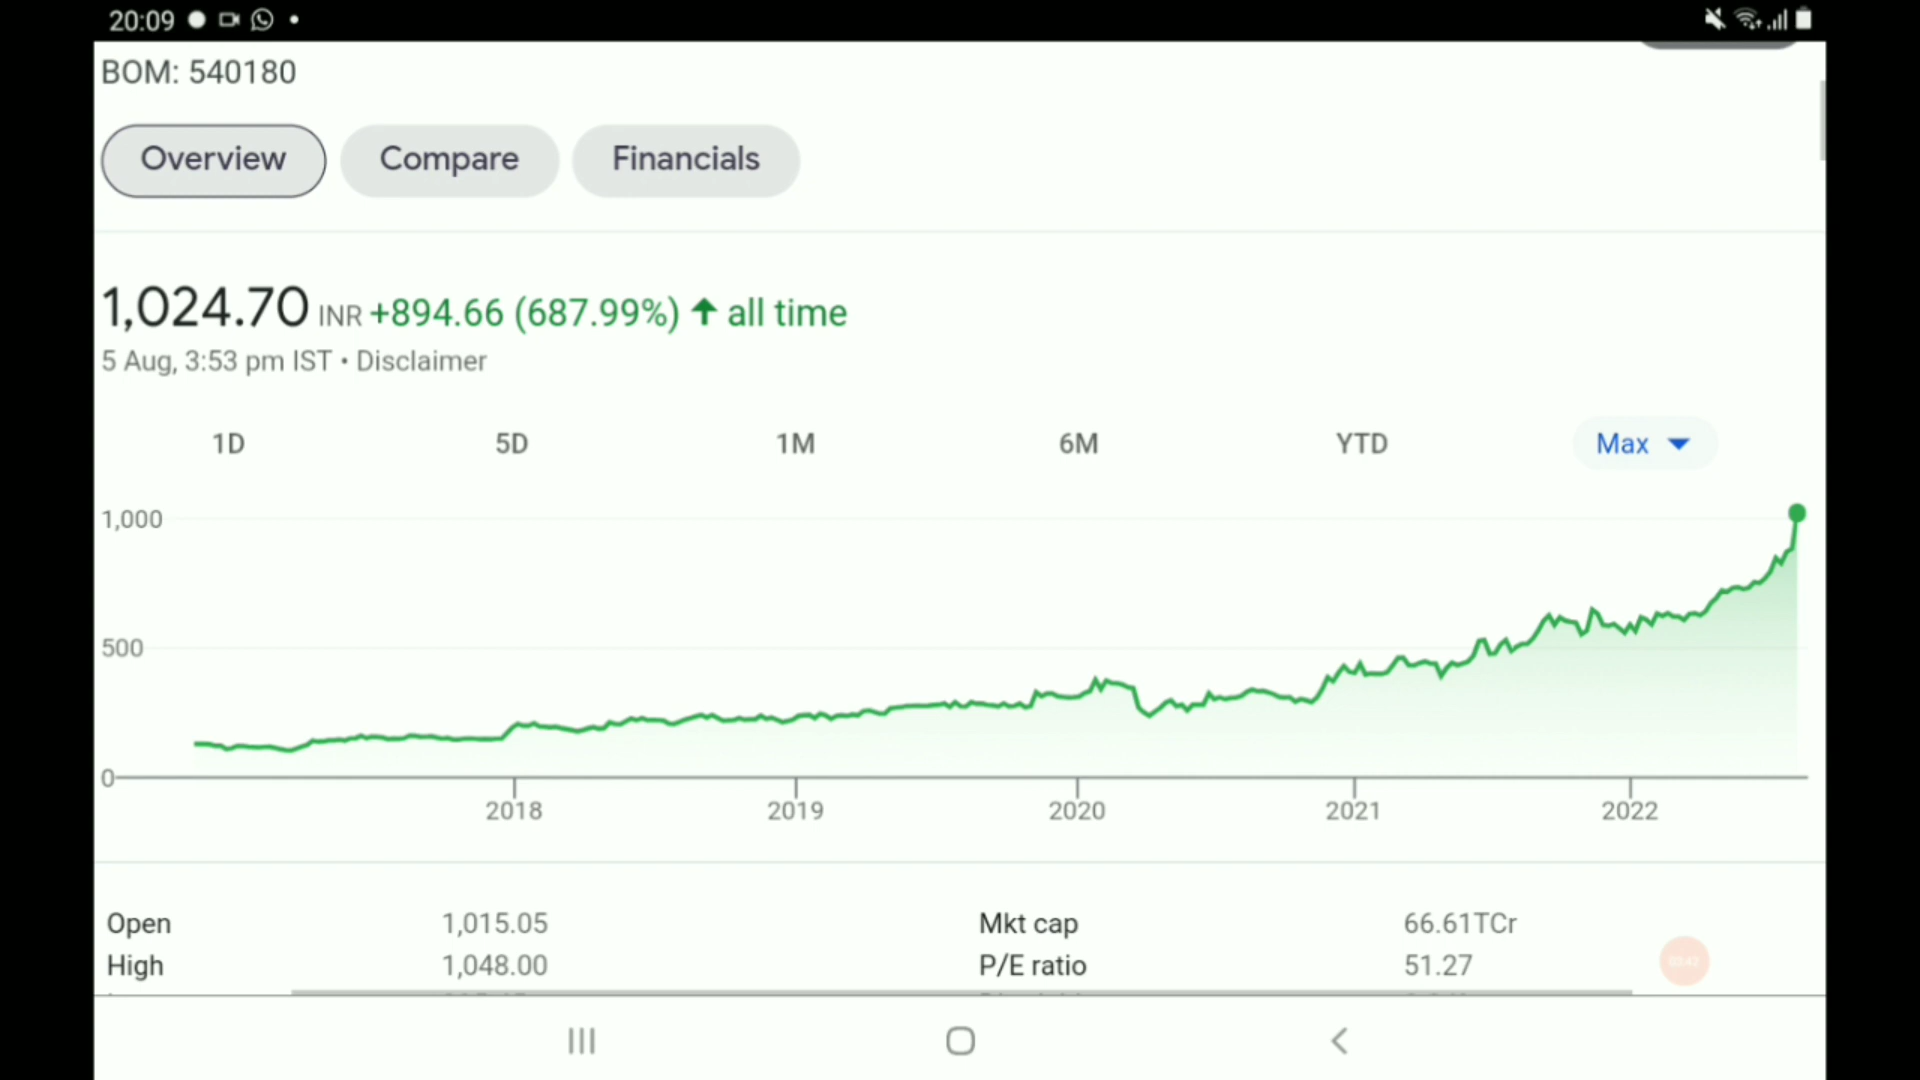 20:09
BOM: 540180
Overview Compare Financials
1,024.70 INR +894.66 (687.99%) ↑ all time
5 Aug, 3:53 pm IST • Disclaimer
1D 5D 1M 6M YTD Max
1,000
500
0
2018 2019 2020 2021 2022
Open 1,015.05 Mkt cap 66.61TCr
High 1,048.00 P/E ratio 51.27